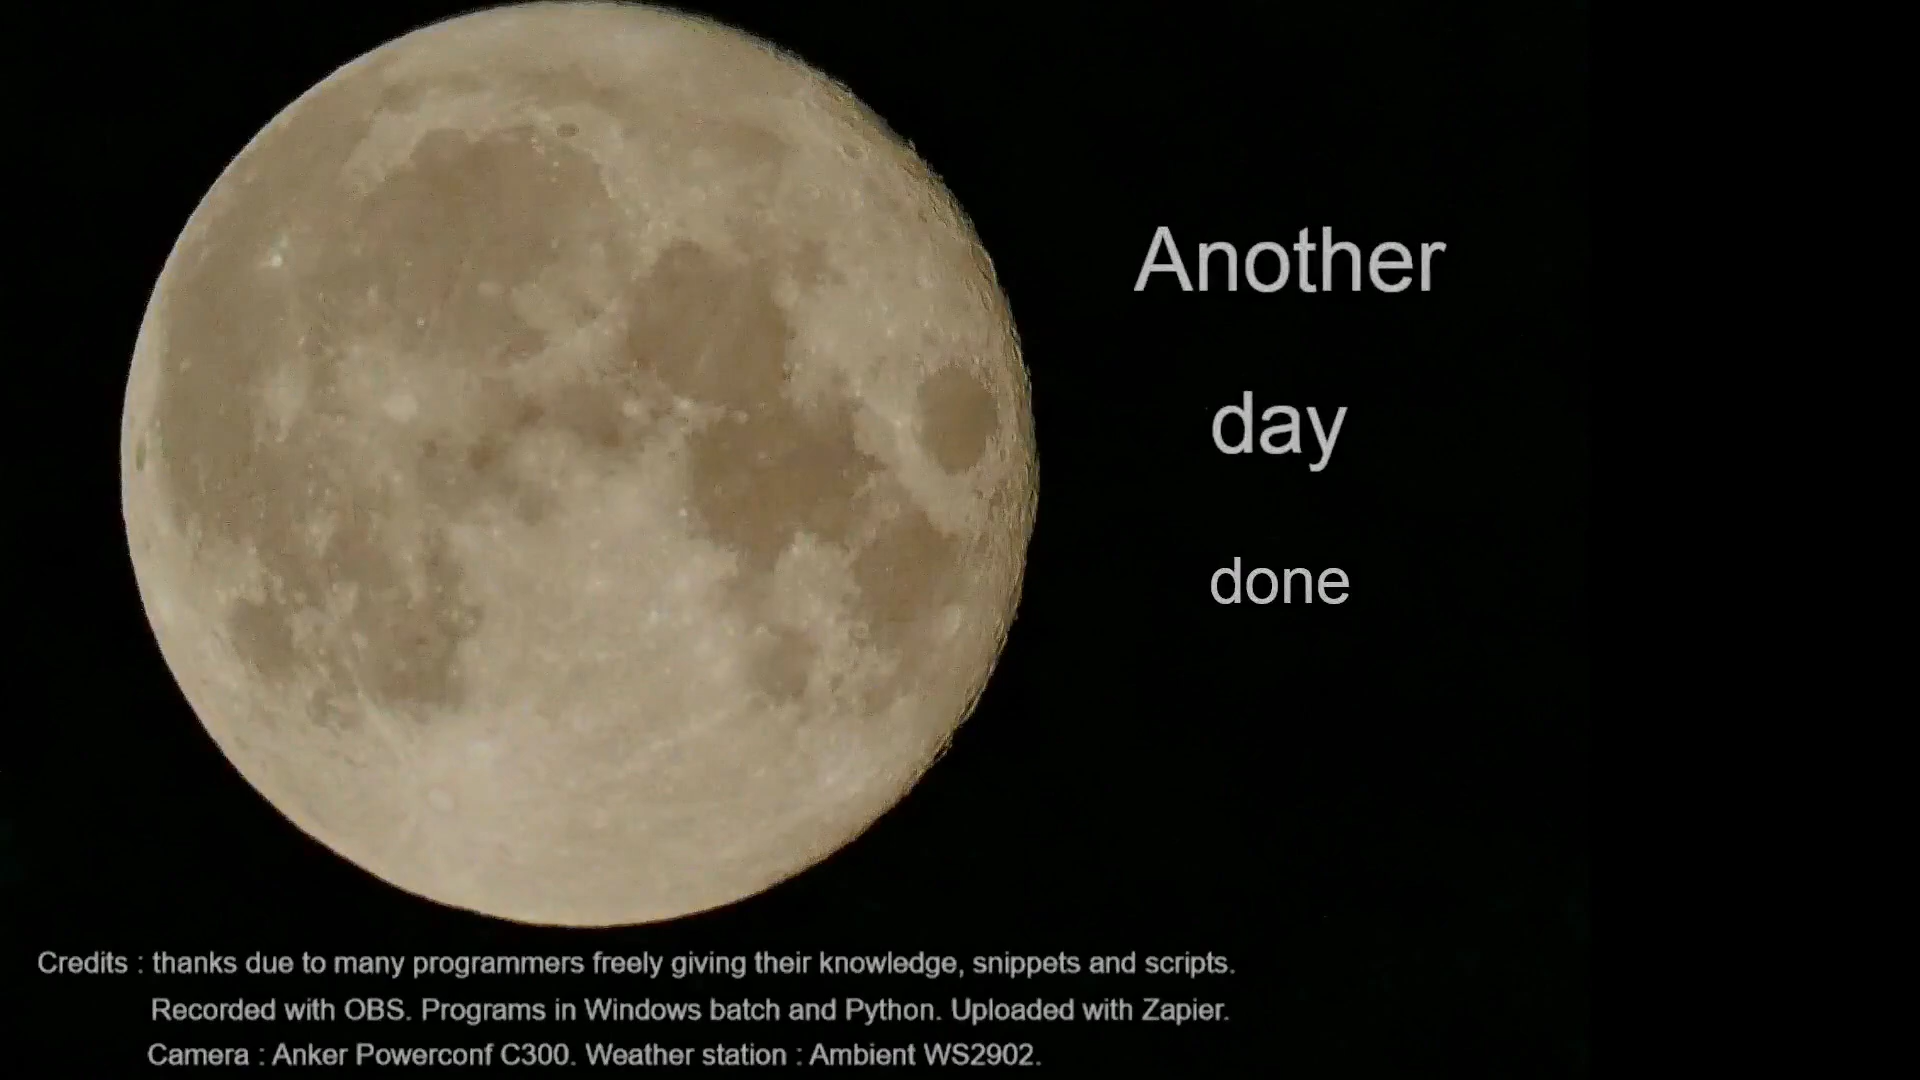 Another
day
done
Credits : thanks due to many programmers freely giving their knowledge, snippets and scripts.
Recorded with OBS. Programs in Windows batch and Python. Uploaded with Zapier.
Camera : Anker Powerconf C300. Weather station : Ambient WS2902.